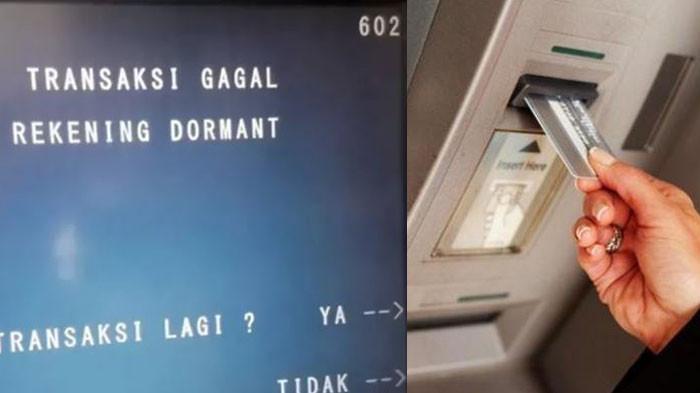 602
TRANSAKSI GAGAL
REKENING DORMANT
TRANSAKSI LAGI ? YA -->
TIDAK -->
Insert Here